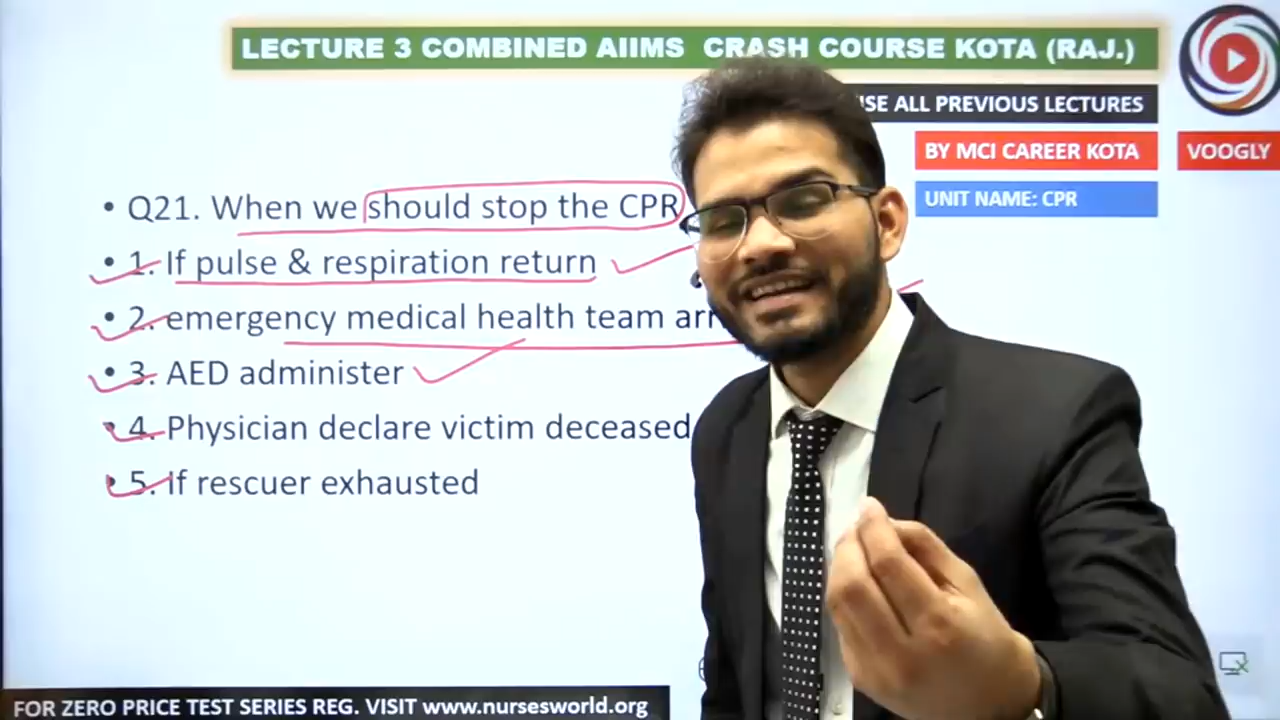 LECTURE 3 COMBINED AIIMS CRASH COURSE KOTA (RAJ.)
ALL PREVIOUS LECTURES
BY MCI CAREER KOTA
VOOGLY
UNIT NAME: CPR
• Q21. When we should stop the CPR
• 1. If pulse & respiration return
• 2. emergency medical health team
• 3. AED administer
• 4. Physician declare victim deceased
• 5. If rescuer exhausted
FOR ZERO PRICE TEST SERIES REG. VISIT www.nursesworld.org